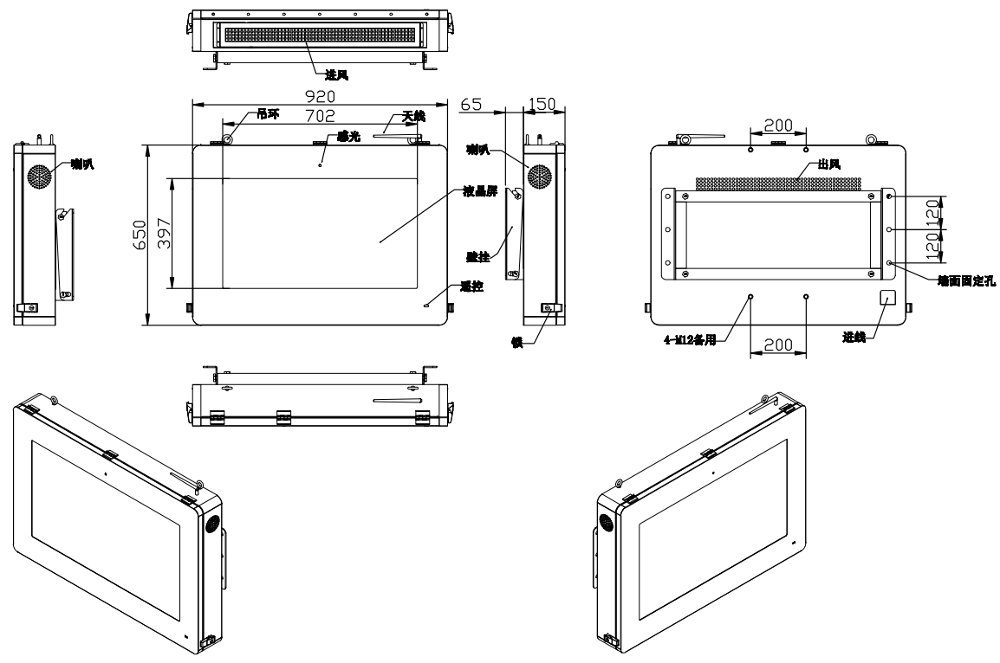 进风
920
吊环
702
感光
天线
65
150
200
喇叭
喇叭
出风
液晶屏
650
397
120
120
壁挂
遥控
墙面固定孔
锁
4-M12备用
进线
200